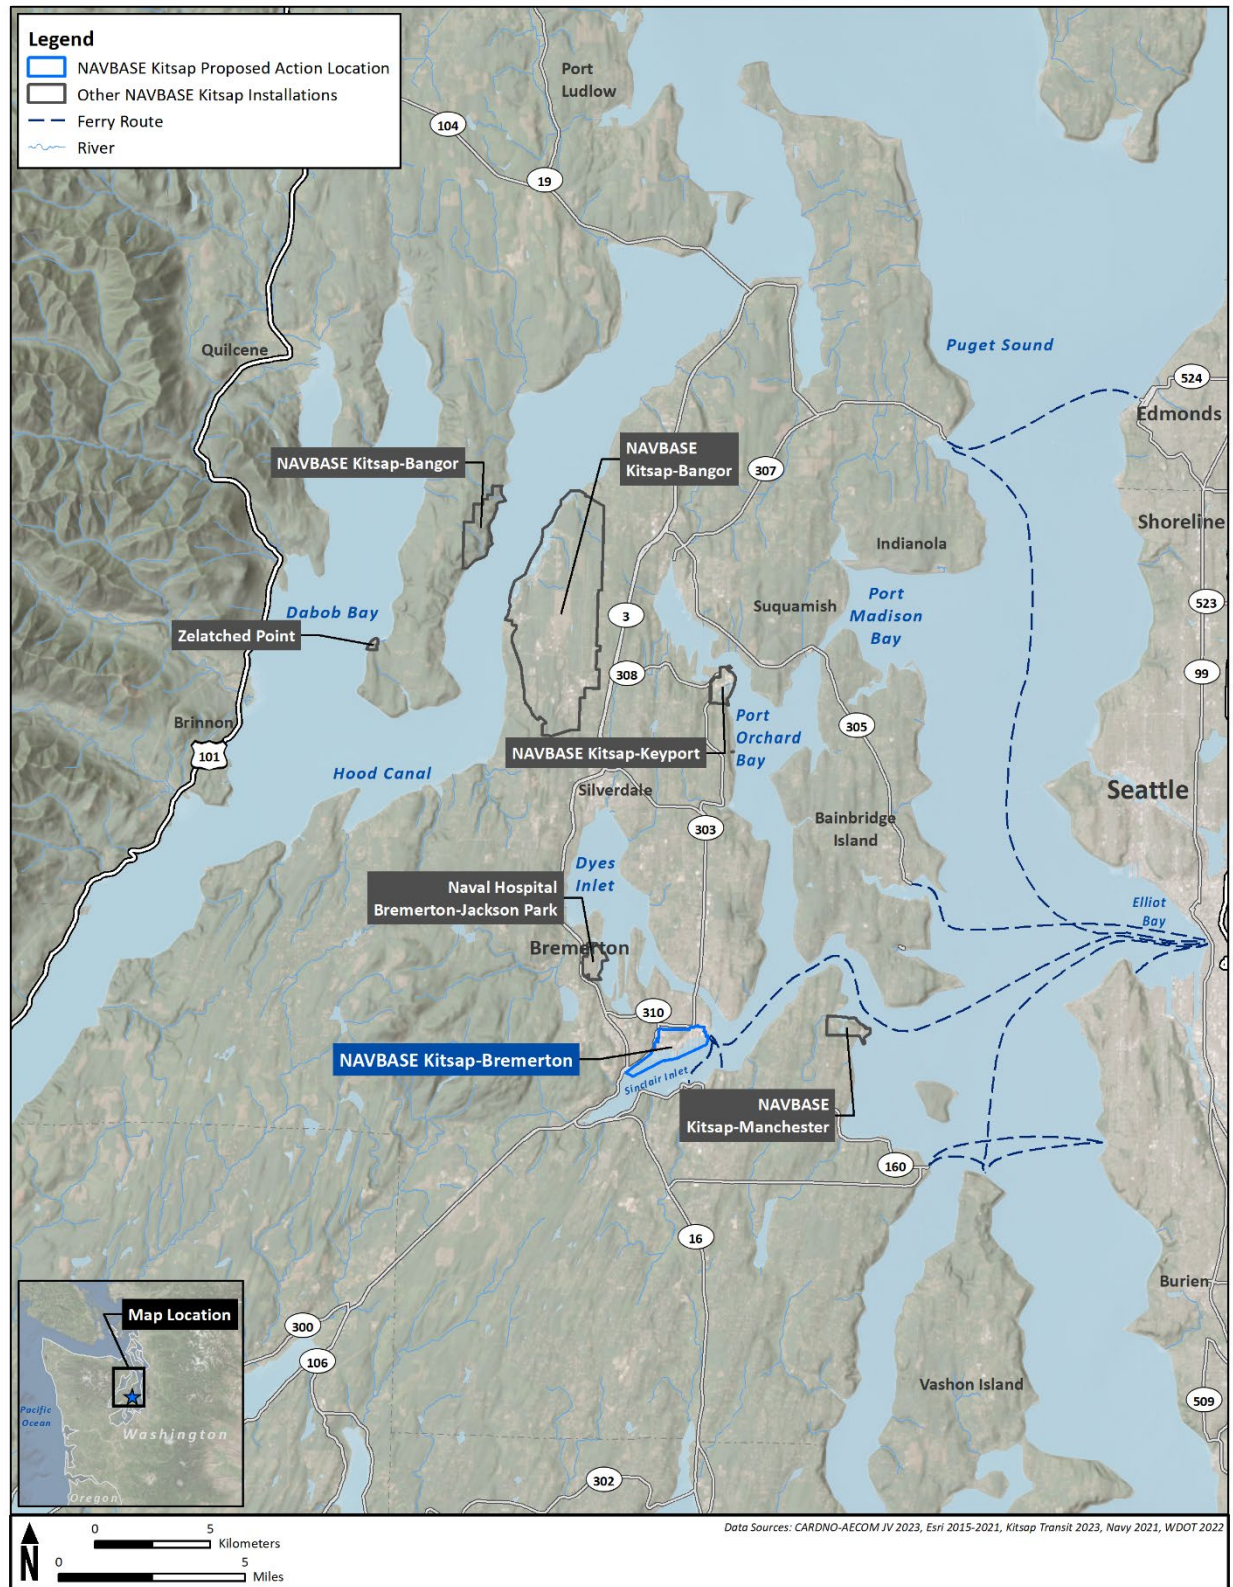 Legend
NAVBASE Kitsap Proposed Action Location
Other NAVBASE Kitsap Installations
Ferry Route
River
Port
Ludlow
104
19
Quilcene
Puget Sound
524
Edmonds
NAVBASE Kitsap-Bangor
NAVBASE
Kitsap-Bangor
307
Shoreline
Indianola
Dabob Bay
Suquamish
Port
Madison
Bay
523
3
Zelatched Point
308
99
Brinnon
101
Port
Orchard
Bay
305
NAVBASE Kitsap-Keyport
Hood Canal
Silverdale
Seattle
303
Bainbridge
Island
Dyes
Inlet
Naval Hospital
Bremerton-Jackson Park
Elliot
Bay
Bremerton
310
NAVBASE Kitsap-Bremerton
Sinclair Inlet
NAVBASE
Kitsap-Manchester
160
16
Burien
Map Location
300
106
Vashon Island
509
Pacific
Ocean
Washington
Oregon
302
0 5
Kilometers
0 5
Miles
N
Data Sources: CARDNO-AECOM JV 2023, Esri 2015-2021, Kitsap Transit 2023, Navy 2021, WDOT 2022